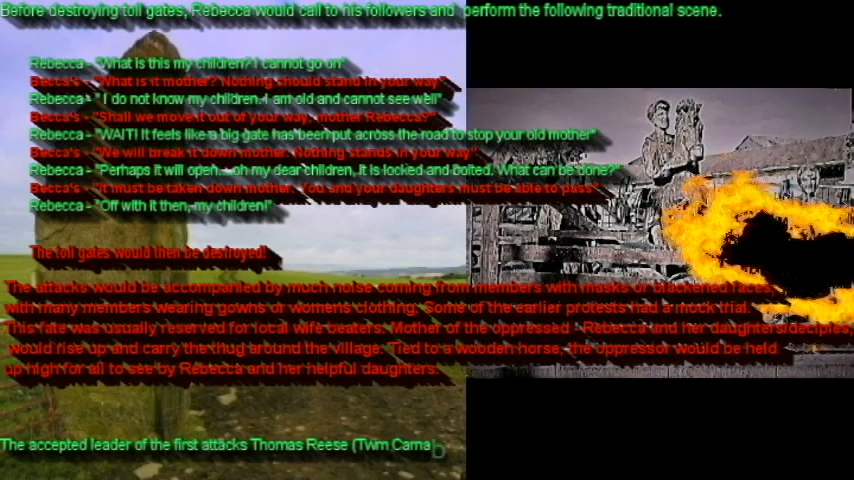 Before destroying toll gates, Rebecca would call to his followers and perform the following traditional scene.
Rebecca - "What is this my children? I cannot go on"
Becca's - "What is it mother? Nothing should stand in your way"
Rebecca - " I do not know my children. I am old and cannot see well"
Becca's - "Shall we move it out of your way, mother Rebecca?"
Rebecca - "WAIT! It feels like a big gate has been put across the road to stop your old mother"
Becca's - "We will break it down mother. Nothing stands in your way"
Rebecca - "Perhaps it will open... oh my dear children, it is locked and bolted. What can be done?"
Becca's - "It must be taken down mother. You and your daughters must be able to pass"
Rebecca - "Off with it then, my children!"
The toll gates would then be destroyed!
The attacks would be accompanied by much noise coming from members with masks or blackened faces,
with many members wearing gowns or womens clothing. Some of the earlier protests had a mock trial.
This fate was usually reserved for local wife beaters. Mother of the oppressed - Rebecca and her daughters/deciples,
would rise up and carry the thug around the village. Tied to a wooden horse, the oppressor would be held
up high for all to see by Rebecca and her helpful daughters.
The accepted leader of the first attacks Thomas Reese (Twm Carnab